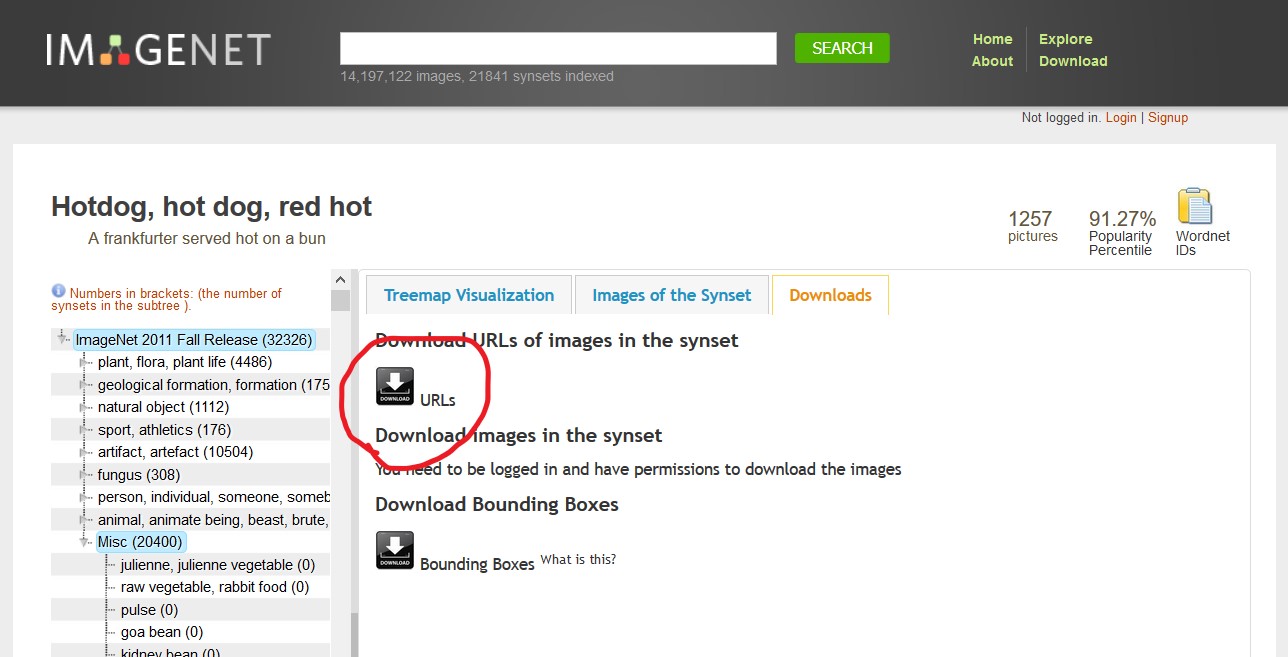 IMAGENET
SEARCH
14,197,122 images, 21841 synsets indexed
Home
Explore
About
Download
Not logged in. Login | Signup
Hotdog, hot dog, red hot
A frankfurter served hot on a bun
1257
pictures
91.27%
Popularity
Percentile
Wordnet
IDs
Numbers in brackets: (the number of
synsets in the subtree ).
ImageNet 2011 Fall Release (32326)
plant, flora, plant life (4486)
geological formation, formation (175
natural object (1112)
sport, athletics (176)
artifact, artefact (10504)
fungus (308)
person, individual, someone, someb
animal, animate being, beast, brute,
Misc (20400)
julienne, julienne vegetable (0)
raw vegetable, rabbit food (0)
pulse (0)
goa bean (0)
kidney bean (0)
Treemap Visualization
Images of the Synset
Downloads
Download URLs of images in the synset
DOWNLOAD
URLs
Download images in the synset
You need to be logged in and have permissions to download the images
Download Bounding Boxes
DOWNLOAD
Bounding Boxes What is this?